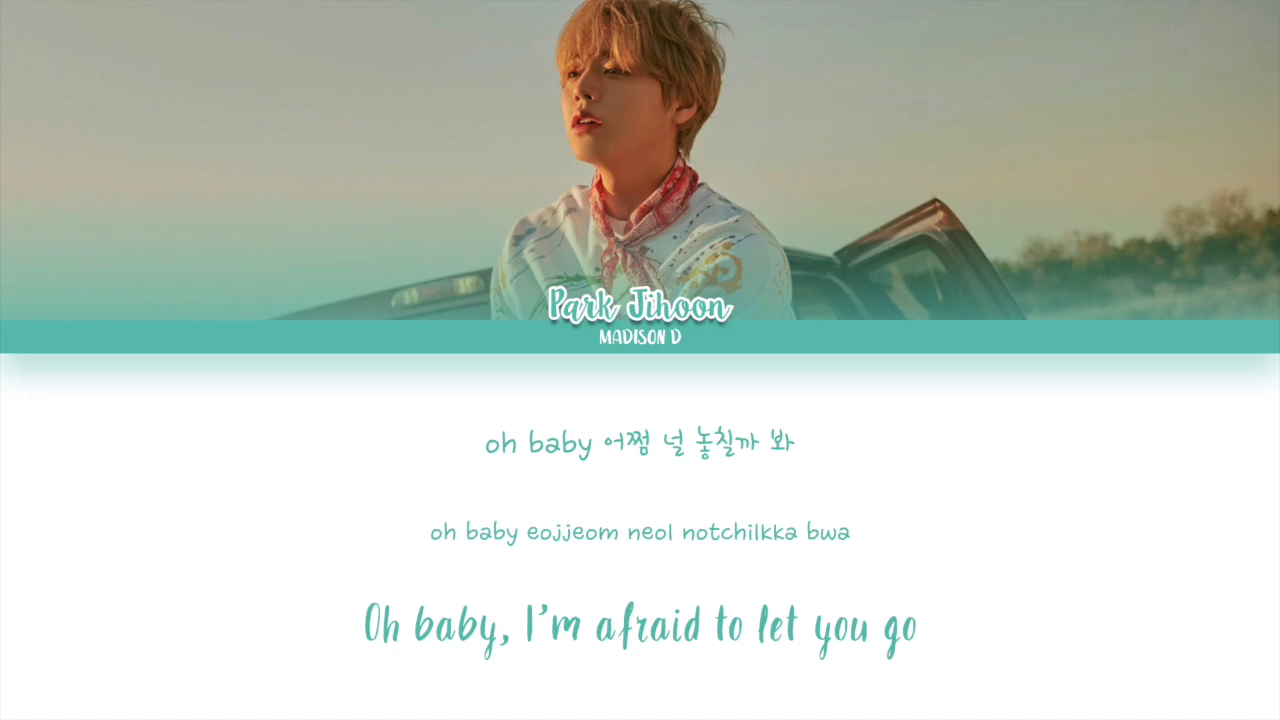 Park Jihoon
MADISON D
oh baby 어쩜 널 놓칠까 봐
oh baby eojjeom neol notchilkka bwa
Oh baby, I'm afraid to let you go